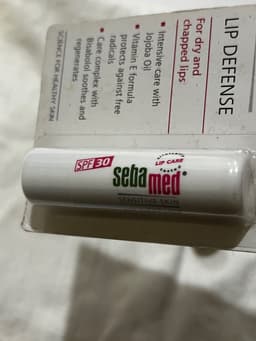 LIP DEFENSE
For dry and
chapped lips
• Intensive care with
Jojoba Oil
• Vitamin E formula
protects against free
radicals
• Care complex with
Bisabolol soothes and
regenerates
SCIENCE FOR HEALTHY SKIN
LIP CARE
SPF 30
sebamed®
SENSITIVE SKIN